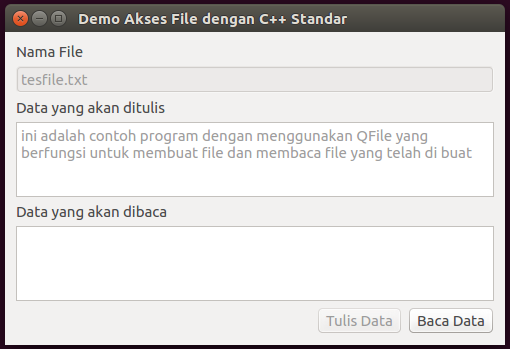 Demo Akses File dengan C++ Standar
Nama File
tesfile.txt
Data yang akan ditulis
ini adalah contoh program dengan menggunakan QFile yang
berfungsi untuk membuat file dan membaca file yang telah di buat
Data yang akan dibaca
Tulis Data
Baca Data